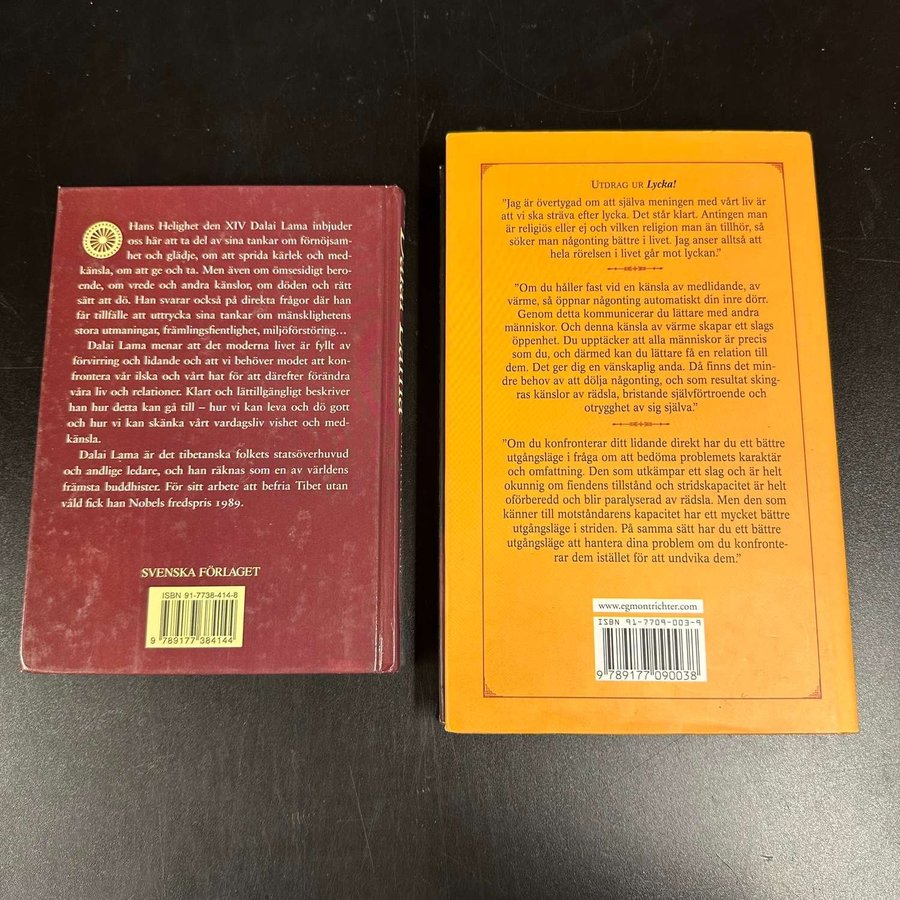 Hans Helighet den XIV Dalai Lama inbjuder
oss här att ta del av sina tankar om förnöjsam-
het och glädje, om att sprida kärlek och med-
känsla, om att ge och ta. Men även om ömsesidigt bero-
ende, om vrede och andra känslor, om döden och rätt
sätt att dö. Han svarar också på direkta frågor där han
får tillfälle att uttrycka sina tankar om mänsklighetens
stora utmaningar, främlingsfientlighet, miljöförstöring…
Dalai Lama menar att det moderna livet är fyllt av
förvirring och lidande och att vi behöver modet att kon-
frontera vår ilska och vårt hat för att därefter förändra
våra liv och relationer. Klart och lättillgängligt beskriver
han hur detta kan gå till – hur vi kan leva och dö gott
och hur vi kan skänka vårt vardagsliv vishet och med-
känsla.
Dalai Lama är det tibetanska folkets statsöverhuvud
och andlige ledare, och han räknas som en av världens
främsta buddhister. För sitt arbete att befria Tibet utan
våld fick han Nobels fredspris 1989.
SVENSKA FÖRLAGET
ISBN 91-7738-414-8
9 789177 384144
UTDRAG UR Lycka!
”Jag är övertygad om att själva meningen med vårt liv är
att vi ska sträva efter lycka. Det står klart. Antingen man
är religiös eller ej och vilken religion man än tillhör, så
söker man någonting bättre i livet. Jag anser alltså att
hela rörelsen i livet går mot lyckan.”
”Om du håller fast vid en känsla av medlidande, av
värme, så öppnar någonting automatiskt din inre dörr.
Genom detta kommunicerar du lättare med andra
människor. Och denna känsla av värme skapar ett slags
öppenhet. Du upptäcker att alla människor är precis
som du, och därmed kan du lättare få en relation till
dem. Det ger dig en vänskaplig anda. Då finns det min-
dre behov av att dölja någonting, och som resultat sking-
ras känslor av rädsla, bristande självförtroende och
otrygghet av sig själva.”
”Om du konfronterar ditt lidande direkt har du ett bättre
utgångsläge i fråga om att bedöma problemets karaktär
och omfattning. Den som utkämpar ett slag och är helt
okunnig om fiendens tillstånd och stridskapacitet är helt
oförberedd och blir paralyserad av rädsla. Men den som
känner till motståndarens kapacitet har ett mycket bättre
utgångsläge i striden. På samma sätt har du ett bättre
utgångsläge att hantera dina problem om du konfronte-
rar dem istället för att undvika dem.”
www.egmontrichter.com
ISBN 91-7709-003-9
9 789177 090038